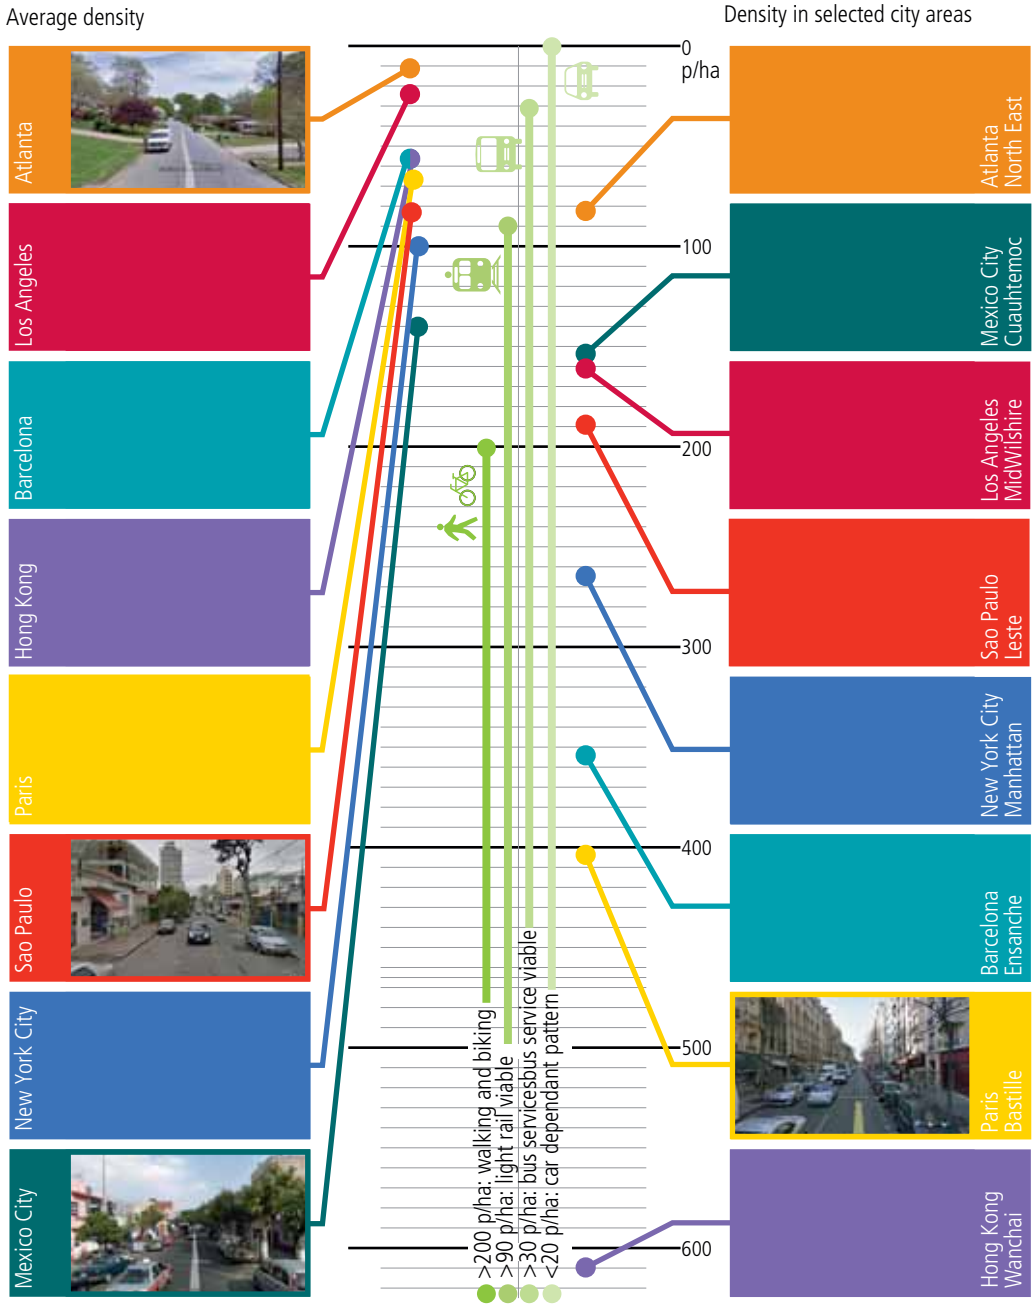 Average density
Density in selected city areas
Atlanta
Los Angeles
Barcelona
Hong Kong
Paris
Sao Paulo
New York City
Mexico City
0
p/ha
100
200
300
400
500
600
>200 p/ha: walking and biking
>90 p/ha: light rail viable
>30 p/ha: bus servicesbus service viable
<20 p/ha: car dependant pattern
Atlanta
North East
Mexico City
Cuauhtemoc
Los Angeles
MidWilshire
Sao Paulo
Leste
New York City
Manhattan
Barcelona
Ensanche
Paris
Bastille
Hong Kong
Wanchai